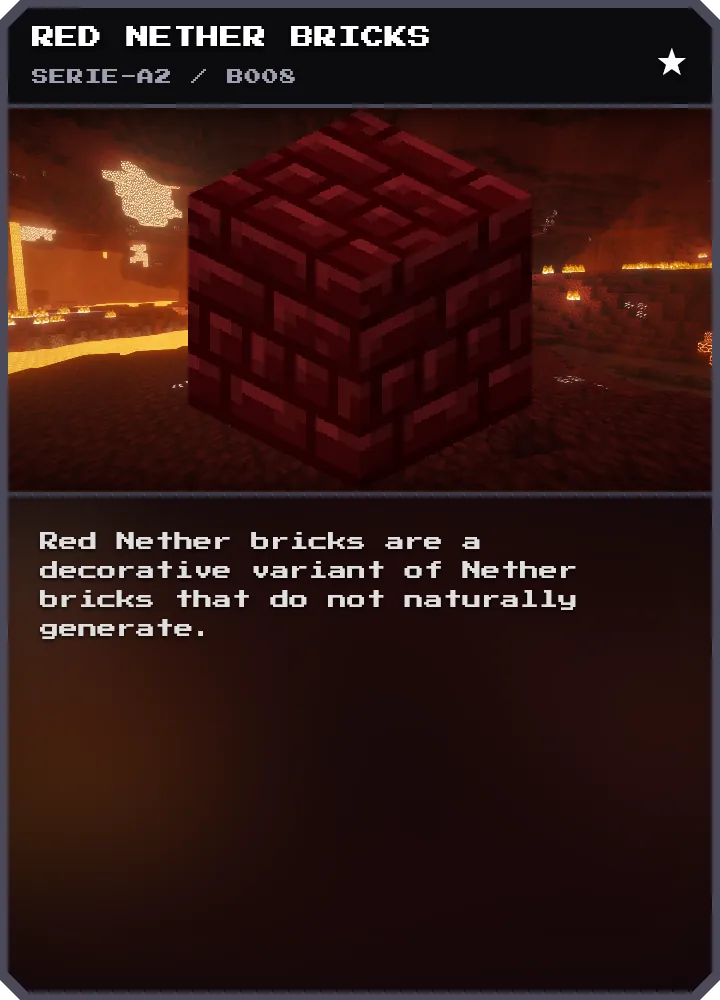 RED NETHER BRICKS
SERIE-A2 / B008
Red Nether bricks are a
decorative variant of Nether
bricks that do not naturally
generate.